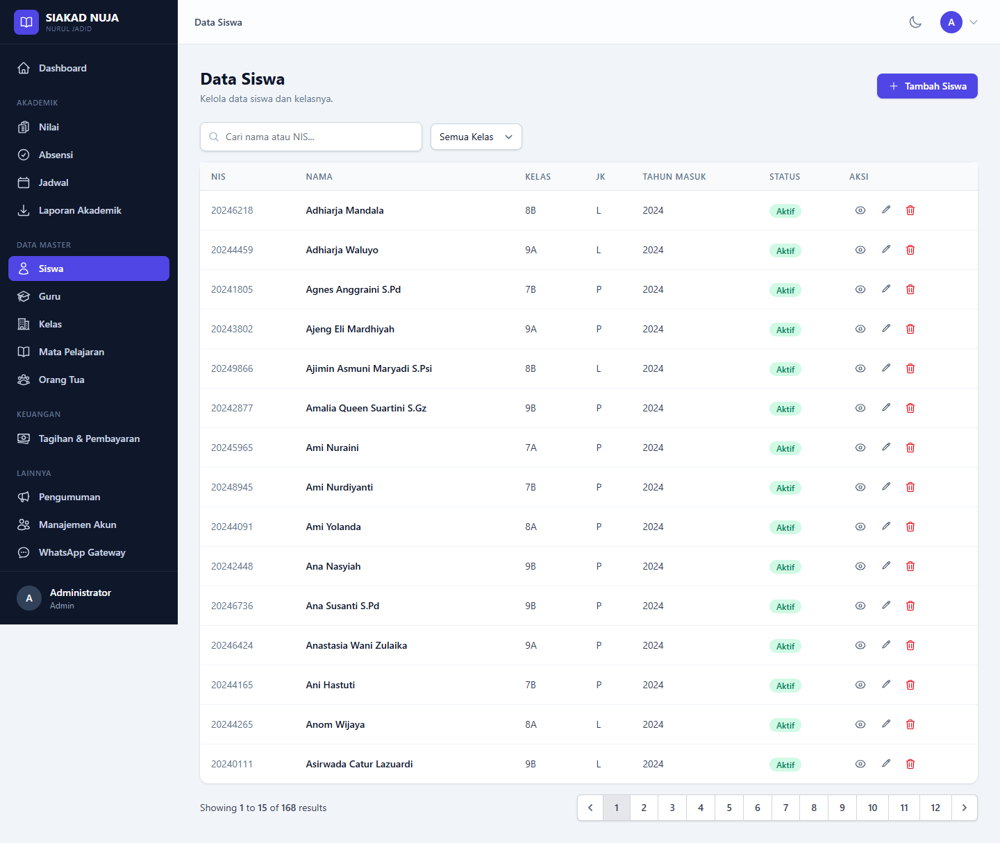 SIAKAD NUJA
NURUL JADID
Dashboard
AKADEMIK
Nilai
Absensi
Jadwal
Laporan Akademik
DATA MASTER
Siswa
Guru
Kelas
Mata Pelajaran
Orang Tua
KEUANGAN
Tagihan & Pembayaran
LAINNYA
Pengumuman
Manajemen Akun
WhatsApp Gateway
A
Administrator
Admin
Data Siswa
A
Data Siswa
Kelola data siswa dan kelasnya.
Tambah Siswa
Cari nama atau NIS...
Semua Kelas
NIS NAMA KELAS JK TAHUN MASUK STATUS AKSI
20246218 Adhiarja Mandala 8B L 2024 Aktif
20244459 Adhiarja Waluyo 9A L 2024 Aktif
20241805 Agnes Anggraini S.Pd 7B P 2024 Aktif
20243802 Ajeng Eli Mardhiyah 9A P 2024 Aktif
20249866 Ajimin Asmuni Maryadi S.Psi 8B L 2024 Aktif
20242877 Amalia Queen Suartini S.Gz 9B P 2024 Aktif
20245965 Ami Nuraini 7A P 2024 Aktif
20248945 Ami Nurdiyanti 7B P 2024 Aktif
20244091 Ami Yolanda 8A P 2024 Aktif
20242448 Ana Nasyiah 9B P 2024 Aktif
20246736 Ana Susanti S.Pd 9B P 2024 Aktif
20246424 Anastasia Wani Zulaika 9A P 2024 Aktif
20244165 Ani Hastuti 7B P 2024 Aktif
20244265 Anom Wijaya 8A L 2024 Aktif
20240111 Asirwada Catur Lazuardi 9B L 2024 Aktif
Showing 1 to 15 of 168 results
1 2 3 4 5 6 7 8 9 10 11 12